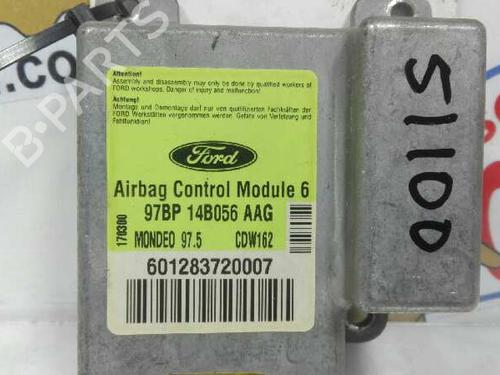 Attention!
Assembly and disassembly may only be done by qualified workers of
FORD workshops. Danger of injury and malfunction!
Achtung!
Montage und Demontage darf nur von qualifizierten Fachkräften der
FORD Werkstätten vorgenommen werden. Gefahr von Verletzung und
Fehlfunktion!
Ford
Airbag Control Module 6
97BP 14B056 AAG
170300
MONDEO 97.5 CDW162
601283720007
51100
B-PARTS